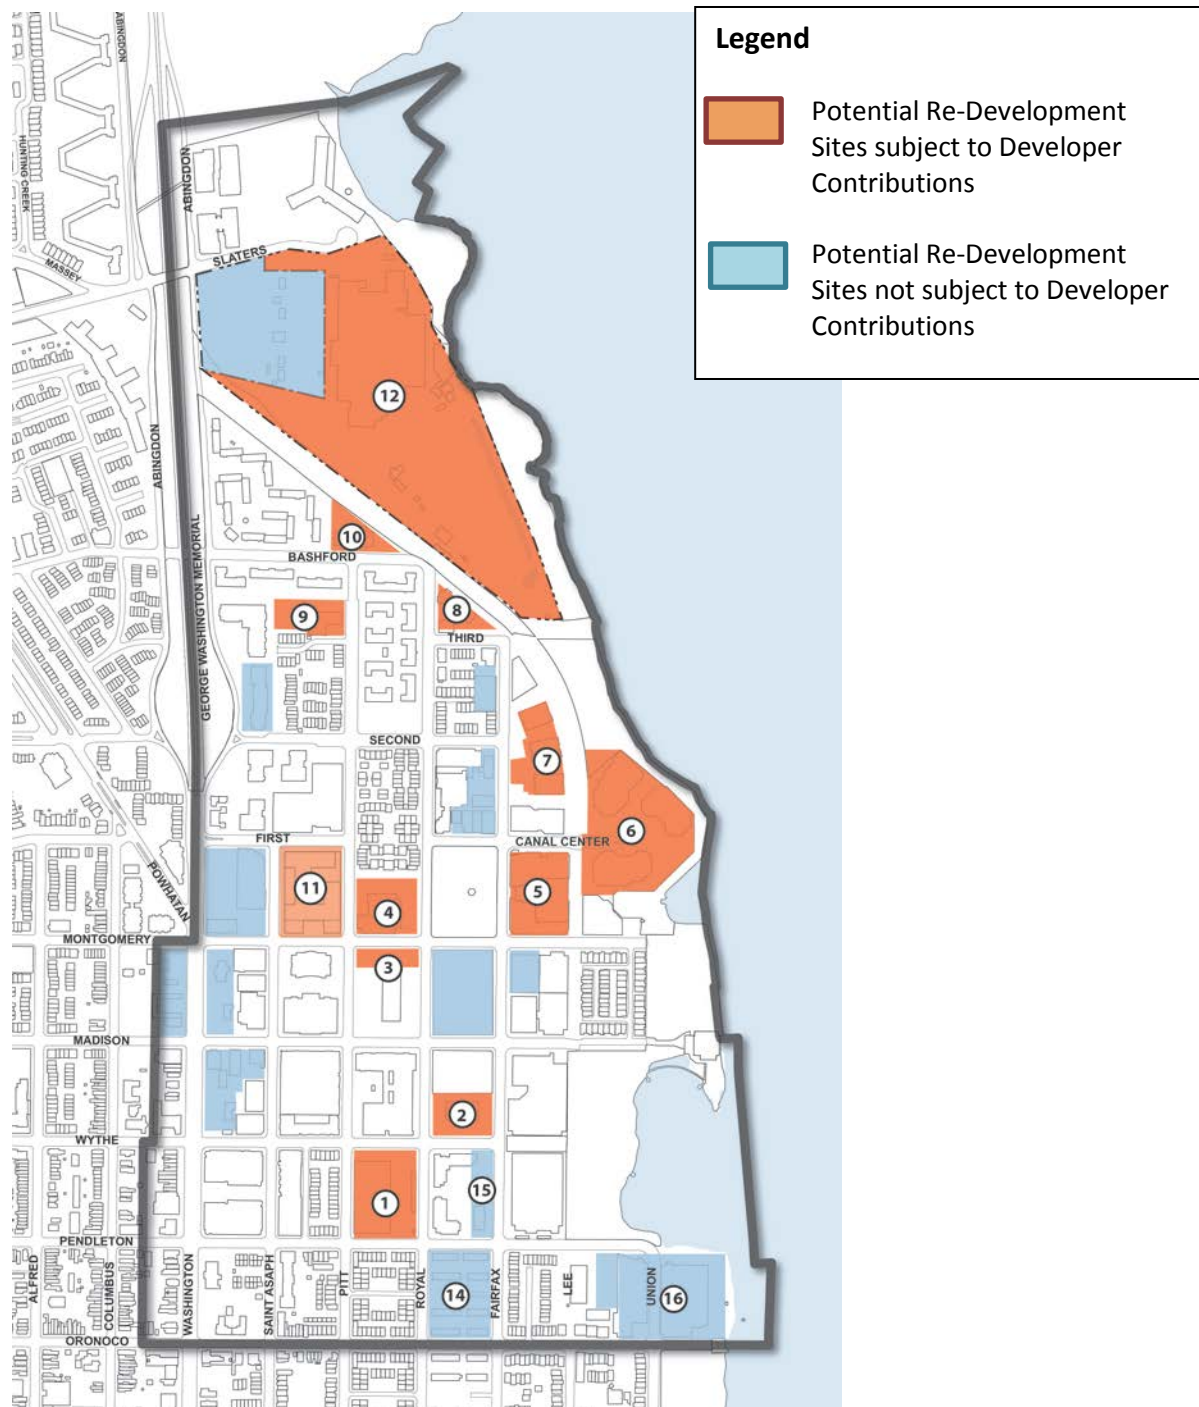 Legend
Potential Re-Development
Sites subject to Developer
Contributions
Potential Re-Development
Sites not subject to Developer
Contributions
ABINGDON
HUNTING CREEK
ABINGDON
SLATERS
MASSEY
12
ABINGDON
GEORGE WASHINGTON MEMORIAL
10
BASHFORD
9
8
THIRD
SECOND
7
6
FIRST
CANAL CENTER
POWHATAN
11
5
4
MONTGOMERY
3
MADISON
2
WYTHE
15
1
PENDLETON
ALFRED
COLUMBUS
WASHINGTON
SAINT ASAPH
PITT
ROYAL
14
FAIRFAX
LEE
UNION
16
ORONOCO